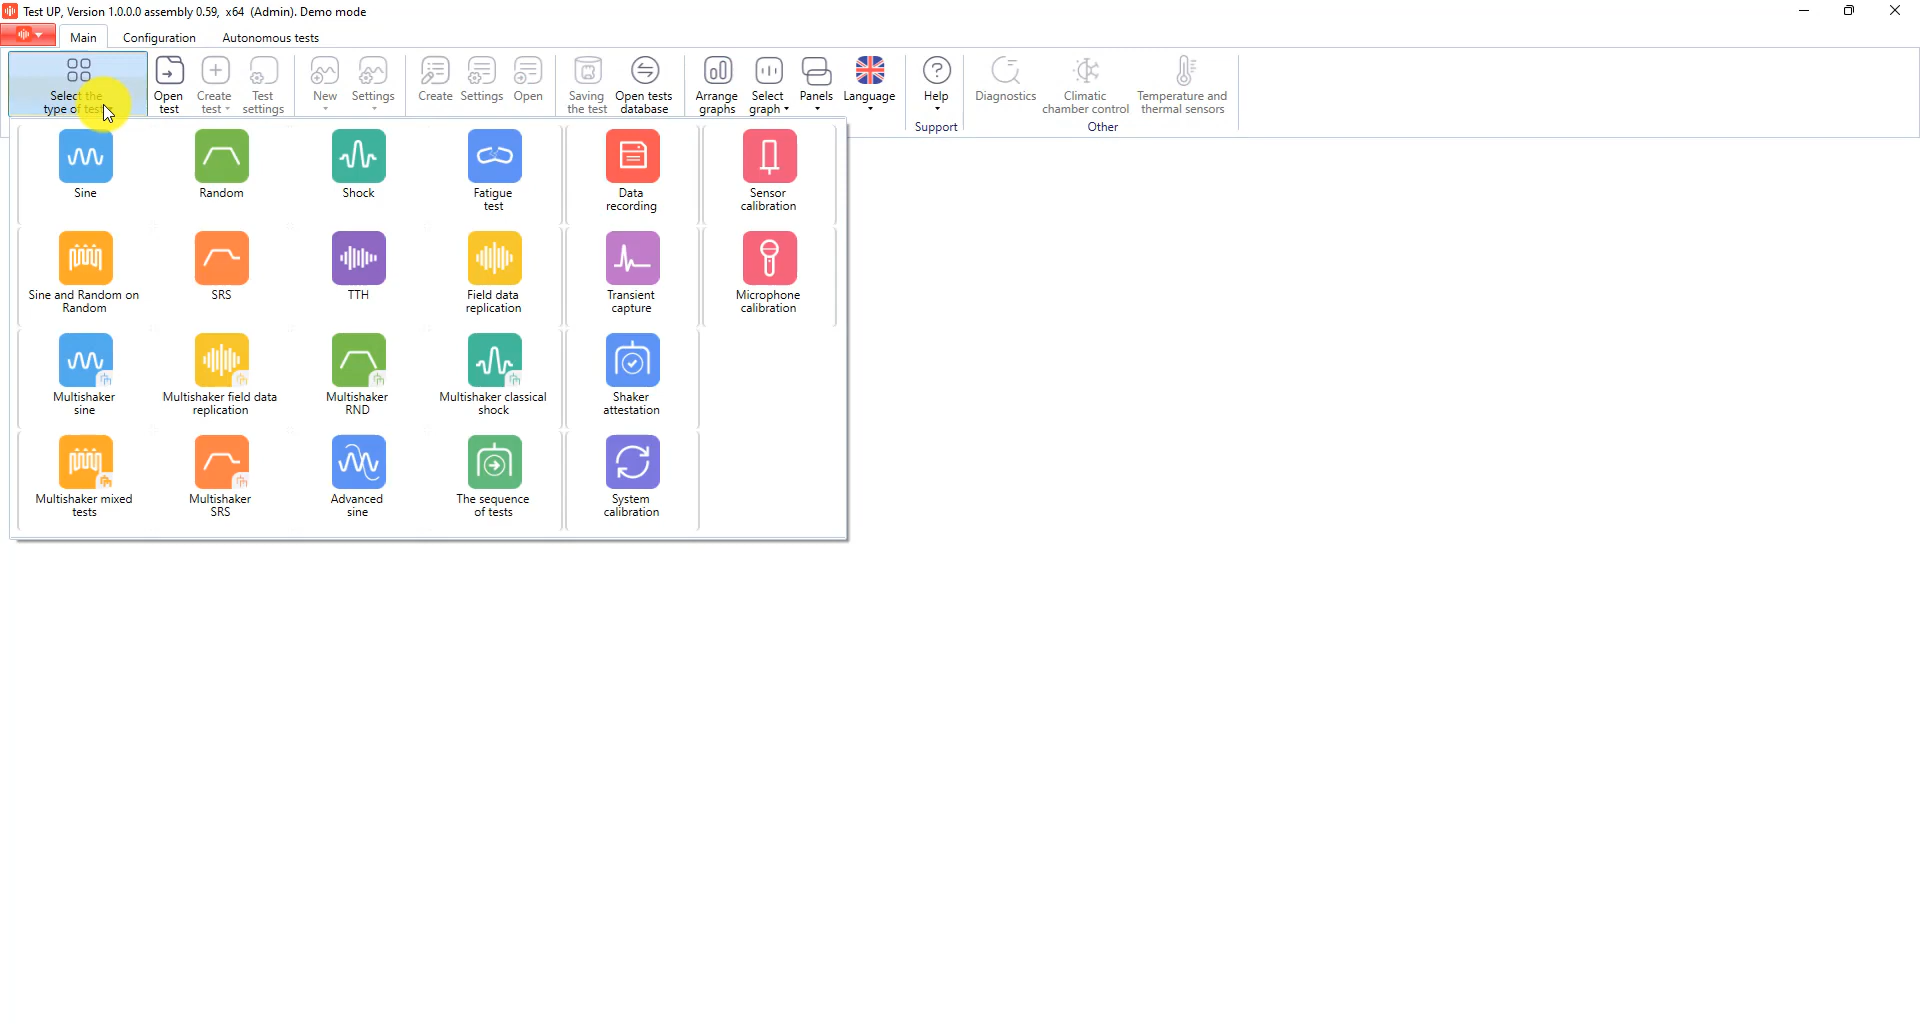 Test UP, Version 1.0.0.0 assembly 0.59, x64 (Admin). Demo mode
Main Configuration Autonomous tests
Select the
type of test
Open
test
Create
test
Test
settings
New
Settings
Create
Settings
Open
Saving
the test
Open tests
database
Arrange
graphs
Select
graph
Panels
Language
Help
Support
Diagnostics
Climatic
chamber control
Temperature and
thermal sensors
Other
Sine
Random
Shock
Fatigue
test
Data
recording
Sensor
calibration
Sine and Random on
Random
SRS
TTH
Field data
replication
Transient
capture
Microphone
calibration
Multishaker
sine
Multishaker field data
replication
Multishaker
RND
Multishaker classical
shock
Shaker
attestation
Multishaker mixed
tests
Multishaker
SRS
Advanced
sine
The sequence
of tests
System
calibration